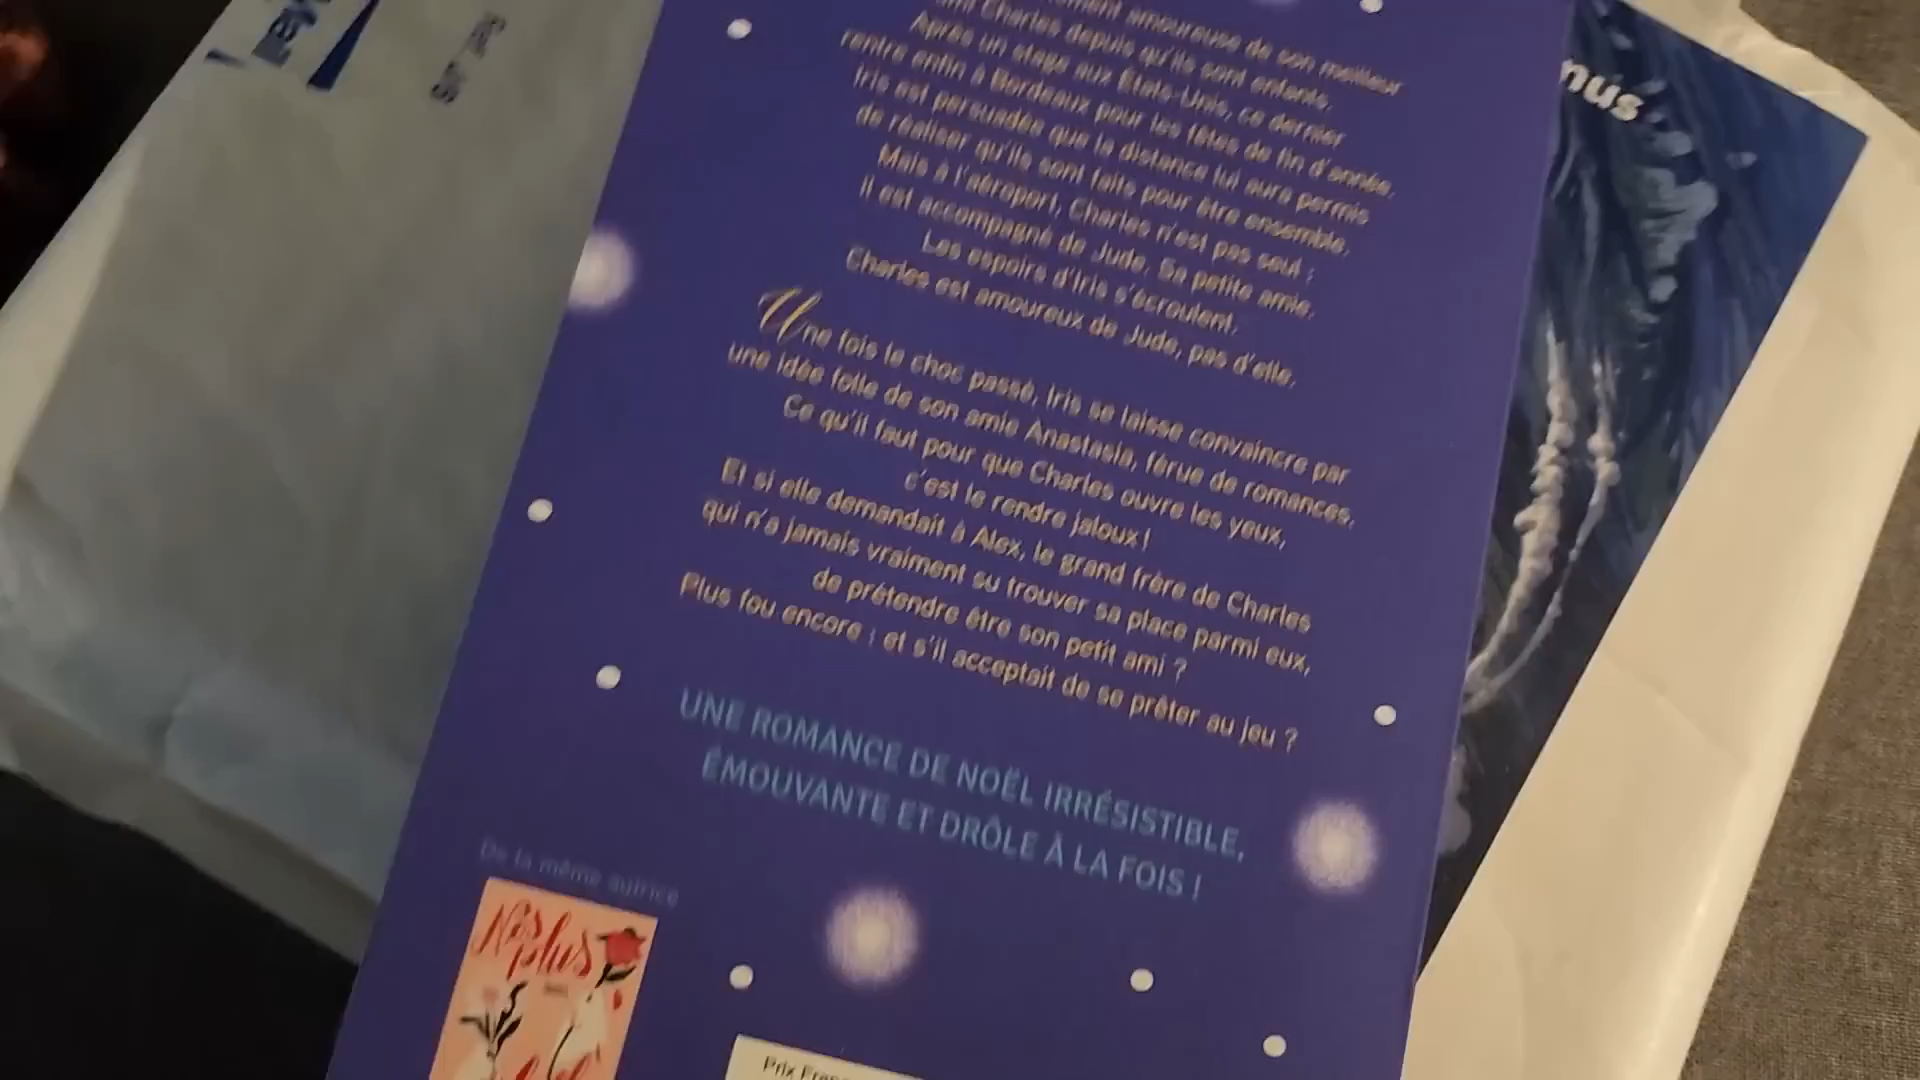 amoureuse de son meilleur
Charles depuis qu'ils sont enfants.
Après un stage aux États-Unis, ce dernier
rentre enfin à Bordeaux pour les fêtes de fin d'année.
Iris est persuadée que la distance lui aura permis
de réaliser qu'ils sont faits pour être ensemble.
Mais à l'aéroport, Charles n'est pas seul :
il est accompagné de Jude. Sa petite amie.
Les espoirs d'Iris s'écroulent.
Charles est amoureux de Jude, pas d'elle.
Une fois le choc passé, Iris se laisse convaincre par
une idée folle de son amie Anastasia, férue de romances.
Ce qu'il faut pour que Charles ouvre les yeux,
c'est le rendre jaloux !
Et si elle demandait à Alex, le grand frère de Charles
qui n'a jamais vraiment su trouver sa place parmi eux,
de prétendre être son petit ami ?
Plus fou encore : et s'il acceptait de se prêter au jeu ?
UNE ROMANCE DE NOËL IRRÉSISTIBLE,
ÉMOUVANTE ET DRÔLE À LA FOIS !
De la même autrice
Nos plus
Prix
nus